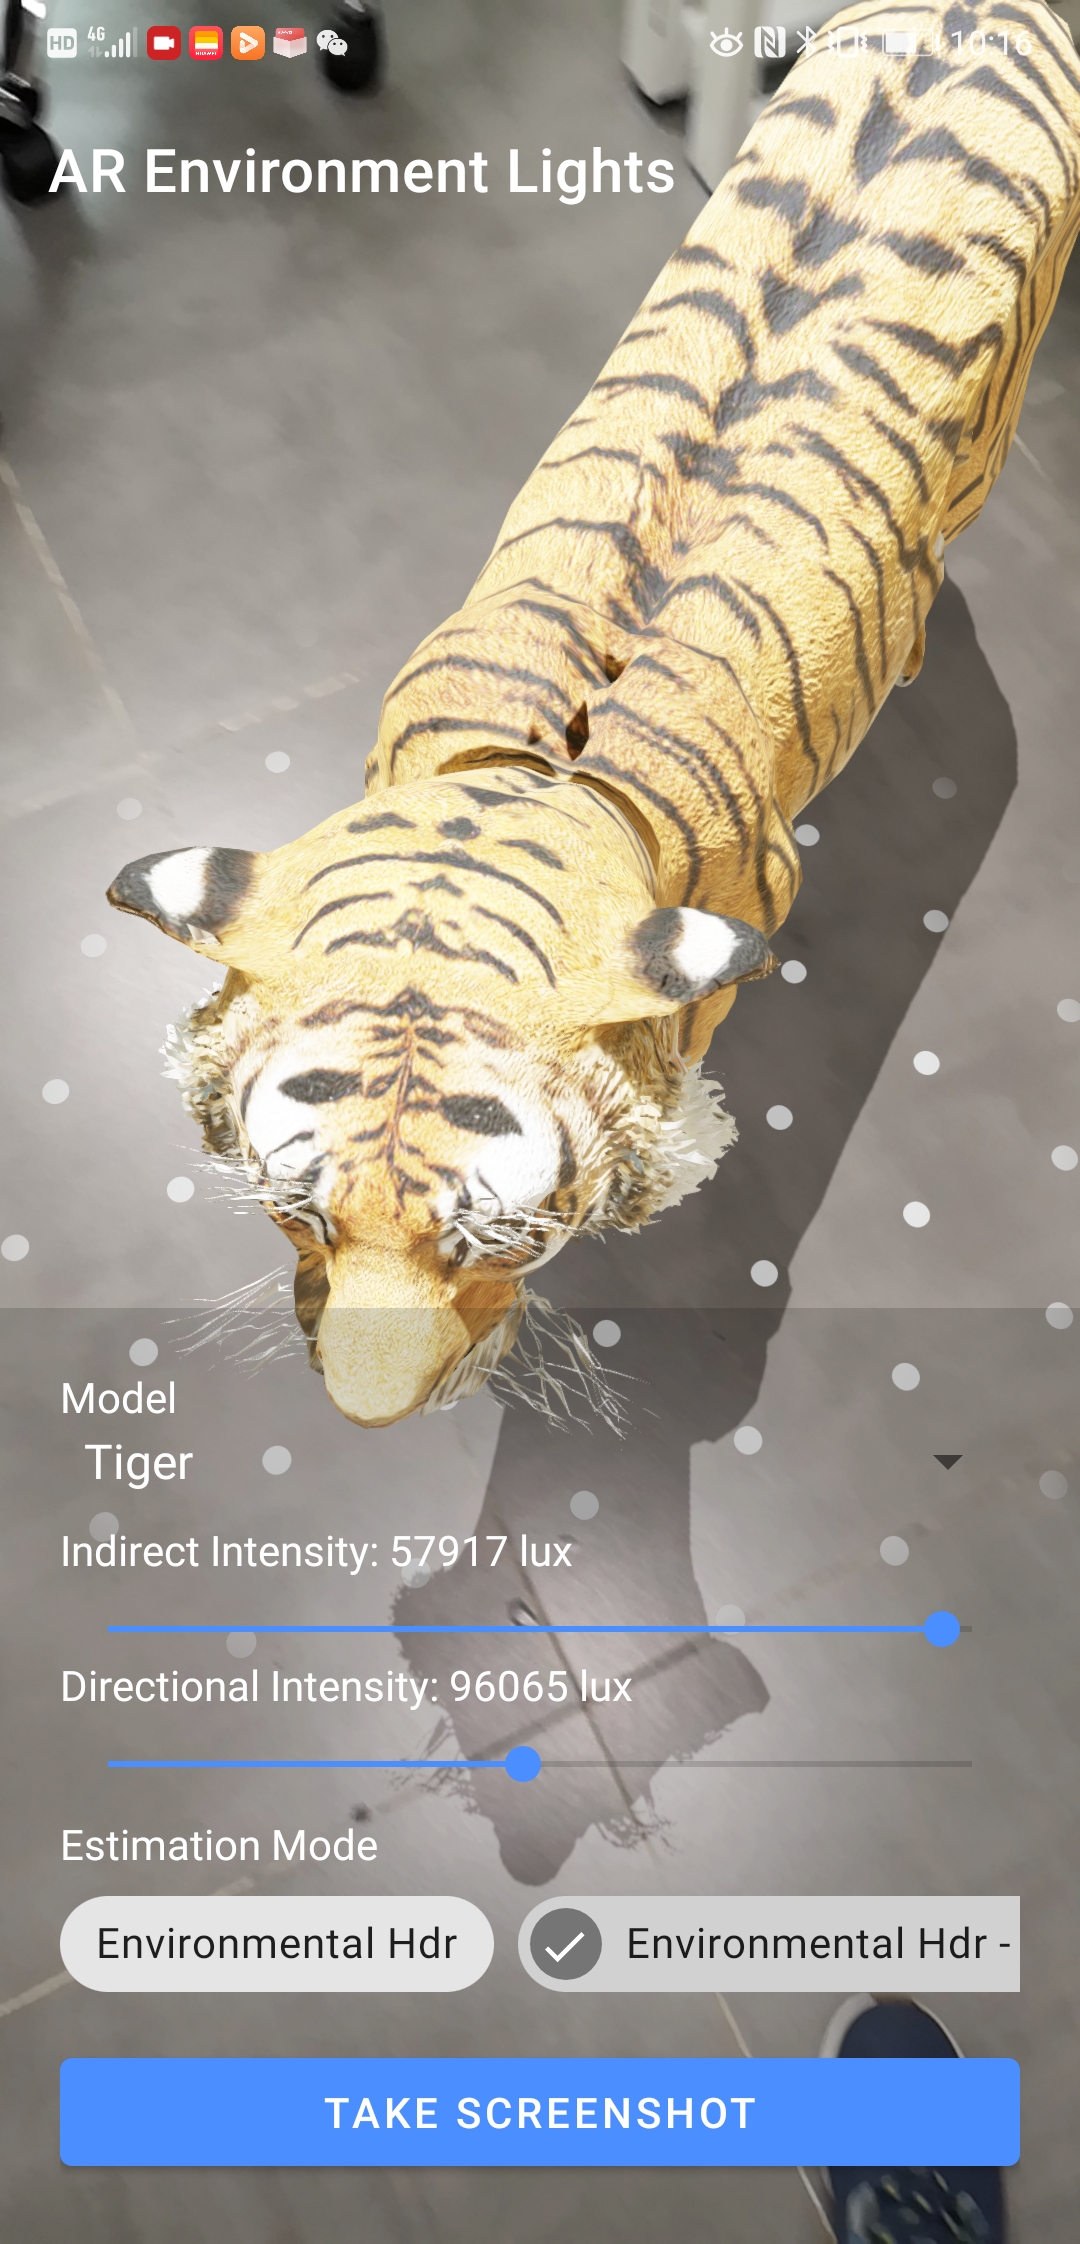 HD 4G 10:16
AR Environment Lights
Model
Tiger
Indirect Intensity: 57917 lux
Directional Intensity: 96065 lux
Estimation Mode
Environmental Hdr Environmental Hdr -
TAKE SCREENSHOT